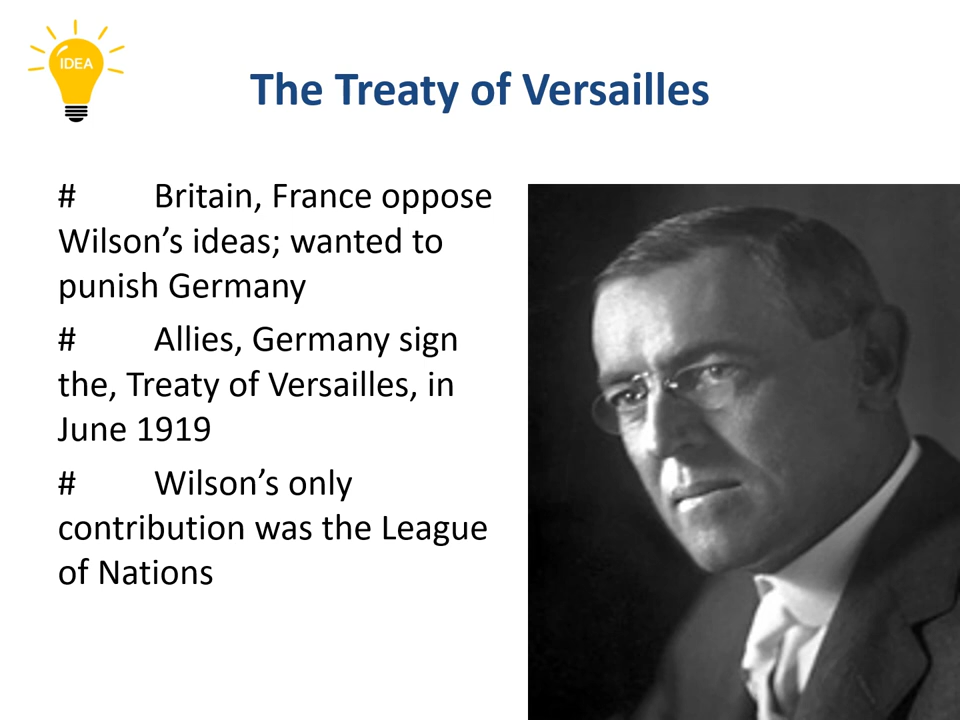 IDEA
The Treaty of Versailles
# Britain, France oppose
Wilson’s ideas; wanted to
punish Germany
# Allies, Germany sign
the, Treaty of Versailles, in
June 1919
# Wilson’s only
contribution was the League
of Nations